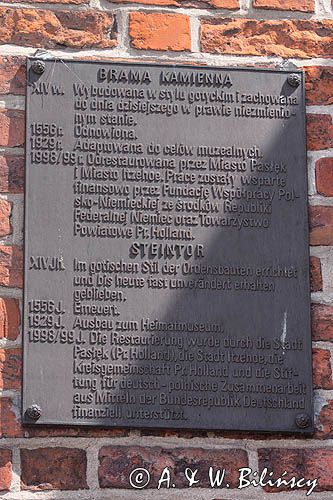 BRAMA KAMIENNA
XIV w. Wybudowana w stylu gotyckim i zachowana
do dnia dzisiejszego w prawie niezmienio-
nym stanie.
1556 r. Odnowiona.
1929 r. Adaptowana do celów muzealnych.
1998/99 r. Odrestaurowana przez Miasto Pasłęk
i Miasto Itzehoe. Prace zostały wsparte
finansowo przez Fundację Współpracy Pol-
sko-Niemieckiej ze środków Republiki
Federalnej Niemiec oraz Towarzystwo
Powiatowe Pr. Holland.
STEINTOR
XIV Jh. Im gotischen Stil der Ordensbauten errichtet
und bis heute fast unverändert erhalten
geblieben.
1556 J. Erneuert.
1929 J. Ausbau zum Heimatmuseum.
1998/99 J. Die Restaurierung wurde durch die Stadt
Pasłęk (Pr. Holland), die Stadt Itzehoe, die
Kreisgemeinschaft Pr. Holland und die Stif-
tung für deutsch - polnische Zusammenarbeit
aus Mitteln der Bundesrepublik Deutschland
finanziell unterstützt.
© A. & W. Bilińscy